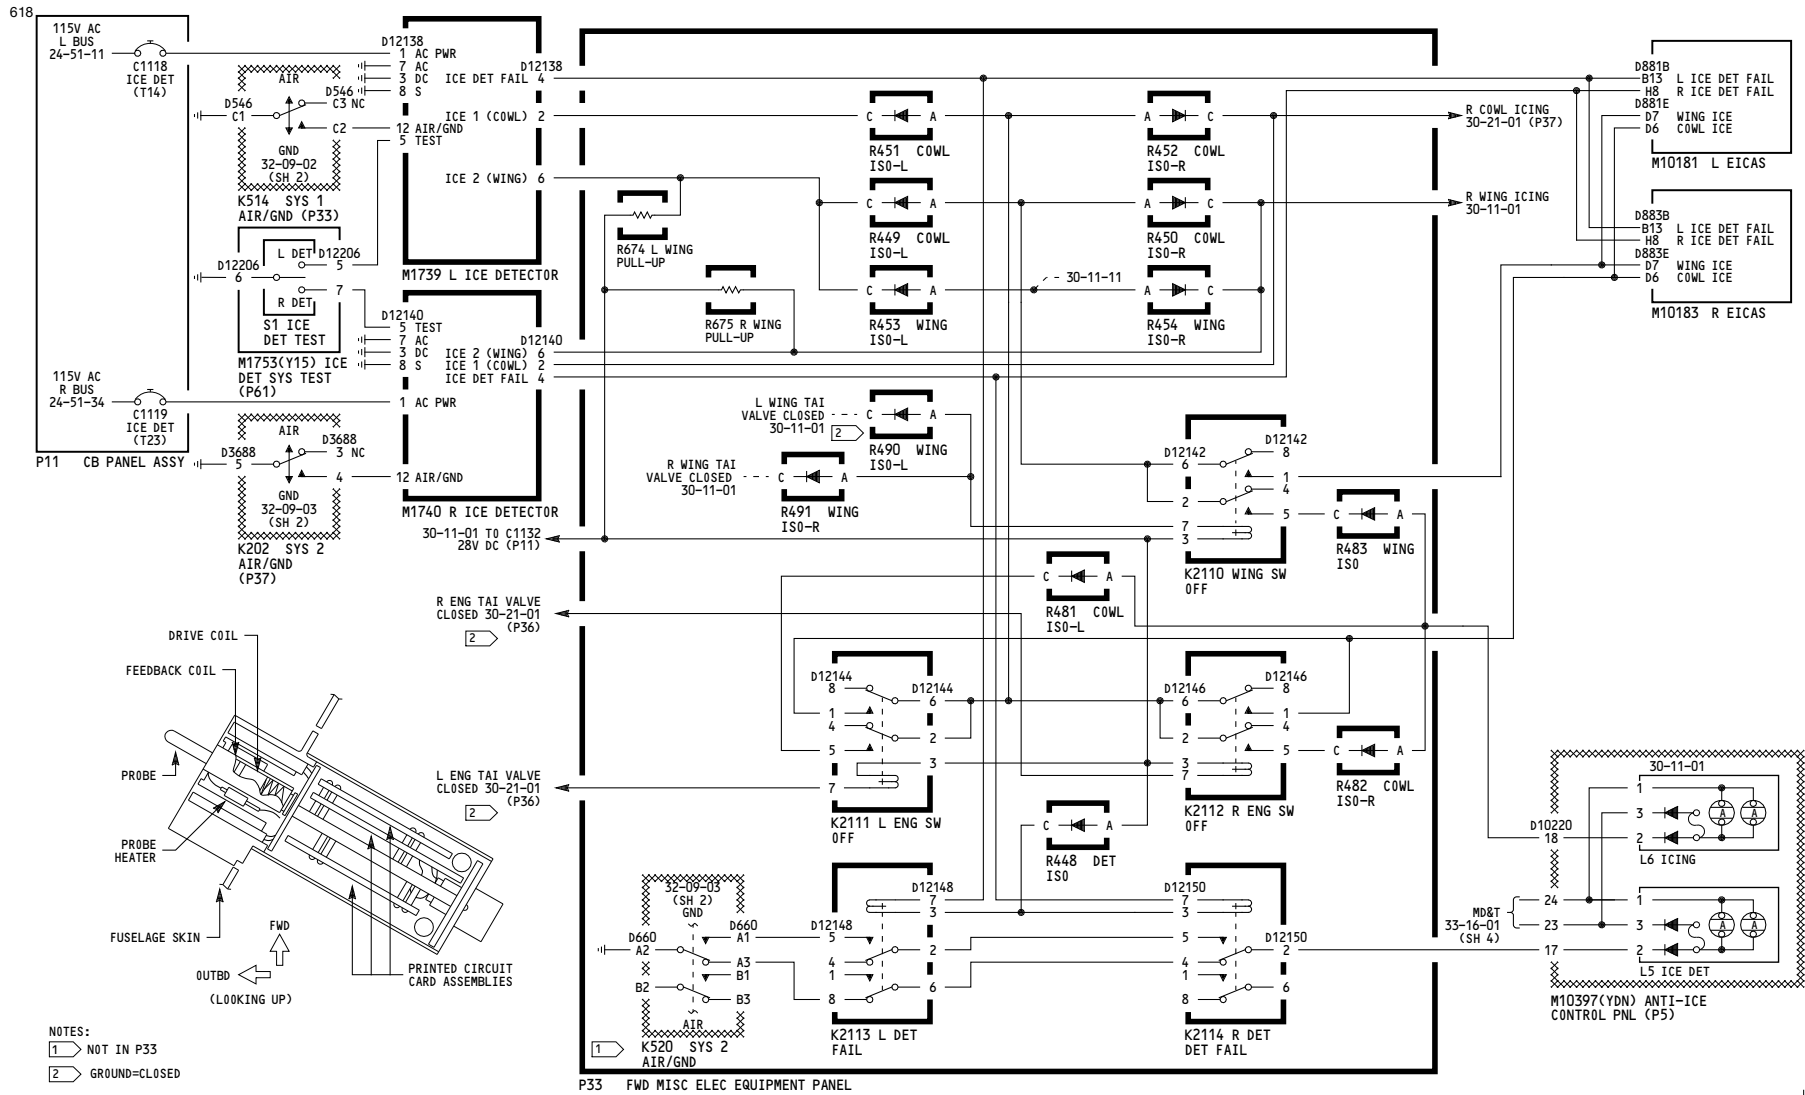 618
115V AC
L BUS
24-51-11
C1118
ICE DET
(T14)
115V AC
R BUS
24-51-34
C1119
ICE DET
(T23)
P11 CB PANEL ASSY
AIR
D546
C3 NC
D546
C1
C2
GND
32-09-02
(SH 2)
K514 SYS 1
AIR/GND (P33)
L DET
D12206
5
D12206
6
7
R DET
S1 ICE
DET TEST
M1753(Y15) ICE
DET SYS TEST
(P61)
AIR
D3688
3 NC
D3688
5
4
GND
32-09-03
(SH 2)
K202 SYS 2
AIR/GND
(P37)
D12138
1 AC PWR
7 AC
3 DC
8 S
12 AIR/GND
5 TEST
D12138
ICE DET FAIL 4
ICE 1 (COWL) 2
ICE 2 (WING) 6
M1739 L ICE DETECTOR
D12140
5 TEST
7 AC
3 DC
8 S
D12140
ICE 2 (WING) 6
ICE 1 (COWL) 2
ICE DET FAIL 4
1 AC PWR
12 AIR/GND
M1740 R ICE DETECTOR
30-11-01 TO C1132
28V DC (P11)
R ENG TAI VALVE
CLOSED 30-21-01
(P36)
2
L ENG TAI VALVE
CLOSED 30-21-01
(P36)
2
R674 L WING
PULL-UP
R675 R WING
PULL-UP
C A
R451 COWL
ISO-L
A C
R452 COWL
ISO-R
C A
R449 COWL
ISO-L
A C
R450 COWL
ISO-R
C A
R453 WING
ISO-L
30-11-11
A C
R454 WING
ISO-R
L WING TAI
VALVE CLOSED
30-11-01
2
C A
R490 WING
ISO-L
R WING TAI
VALVE CLOSED
30-11-01
C A
R491 WING
ISO-R
D12142
8
D12142
6
1
4
2
5
7
3
K2110 WING SW
OFF
C A
R483 WING
ISO
C A
R481 COWL
ISO-L
D12144
8
D12144
6
1
4
2
5
3
7
K2111 L ENG SW
OFF
D12146
8
D12146
6
1
4
2
5
3
7
K2112 R ENG SW
OFF
C A
R482 COWL
ISO-R
C A
R448 DET
ISO
32-09-03
(SH 2)
GND
D660
A1
D660
A2
A3
B1
B2
B3
AIR
1
K520 SYS 2
AIR/GND
D12148
7
3
D12148
5
2
4
1
6
8
K2113 L DET
FAIL
D12150
7
3
5
D12150
2
4
1
6
8
K2114 R DET
DET FAIL
P33 FWD MISC ELEC EQUIPMENT PANEL
R COWL ICING
30-21-01 (P37)
R WING ICING
30-11-01
D881B
B13 L ICE DET FAIL
H8 R ICE DET FAIL
D881E
D7 WING ICE
D6 COWL ICE
M10181 L EICAS
D883B
B13 L ICE DET FAIL
H8 R ICE DET FAIL
D883E
D7 WING ICE
D6 COWL ICE
M10183 R EICAS
30-11-01
1
3
A A
D10220
18
2
L6 ICING
MD&T
33-16-01
(SH 4)
24
23
17
1
3
A A
2
L5 ICE DET
M10397(YDN) ANTI-ICE
CONTROL PNL (P5)
DRIVE COIL
FEEDBACK COIL
PROBE
PROBE
HEATER
FUSELAGE SKIN
FWD
OUTBD
(LOOKING UP)
PRINTED CIRCUIT
CARD ASSEMBLIES
NOTES:
1 NOT IN P33
2 GROUND=CLOSED